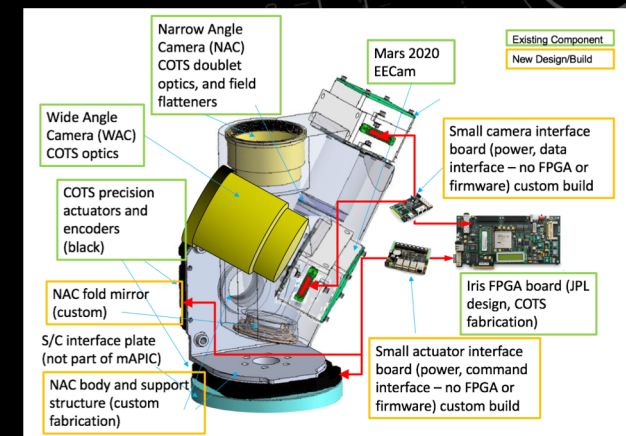 Narrow Angle
Camera (NAC)
COTS doublet
optics, and field
flatteners
Mars 2020
EECam
Existing Component
New Design/Build
Wide Angle
Camera (WAC)
COTS optics
Small camera interface
board (power, data
interface – no FPGA or
firmware) custom build
COTS precision
actuators and
encoders
(black)
NAC fold mirror
(custom)
Iris FPGA board (JPL
design, COTS
fabrication)
S/C interface plate
(not part of mAPIC)
NAC body and support
structure (custom
fabrication)
Small actuator interface
board (power, command
interface – no FPGA or
firmware) custom build